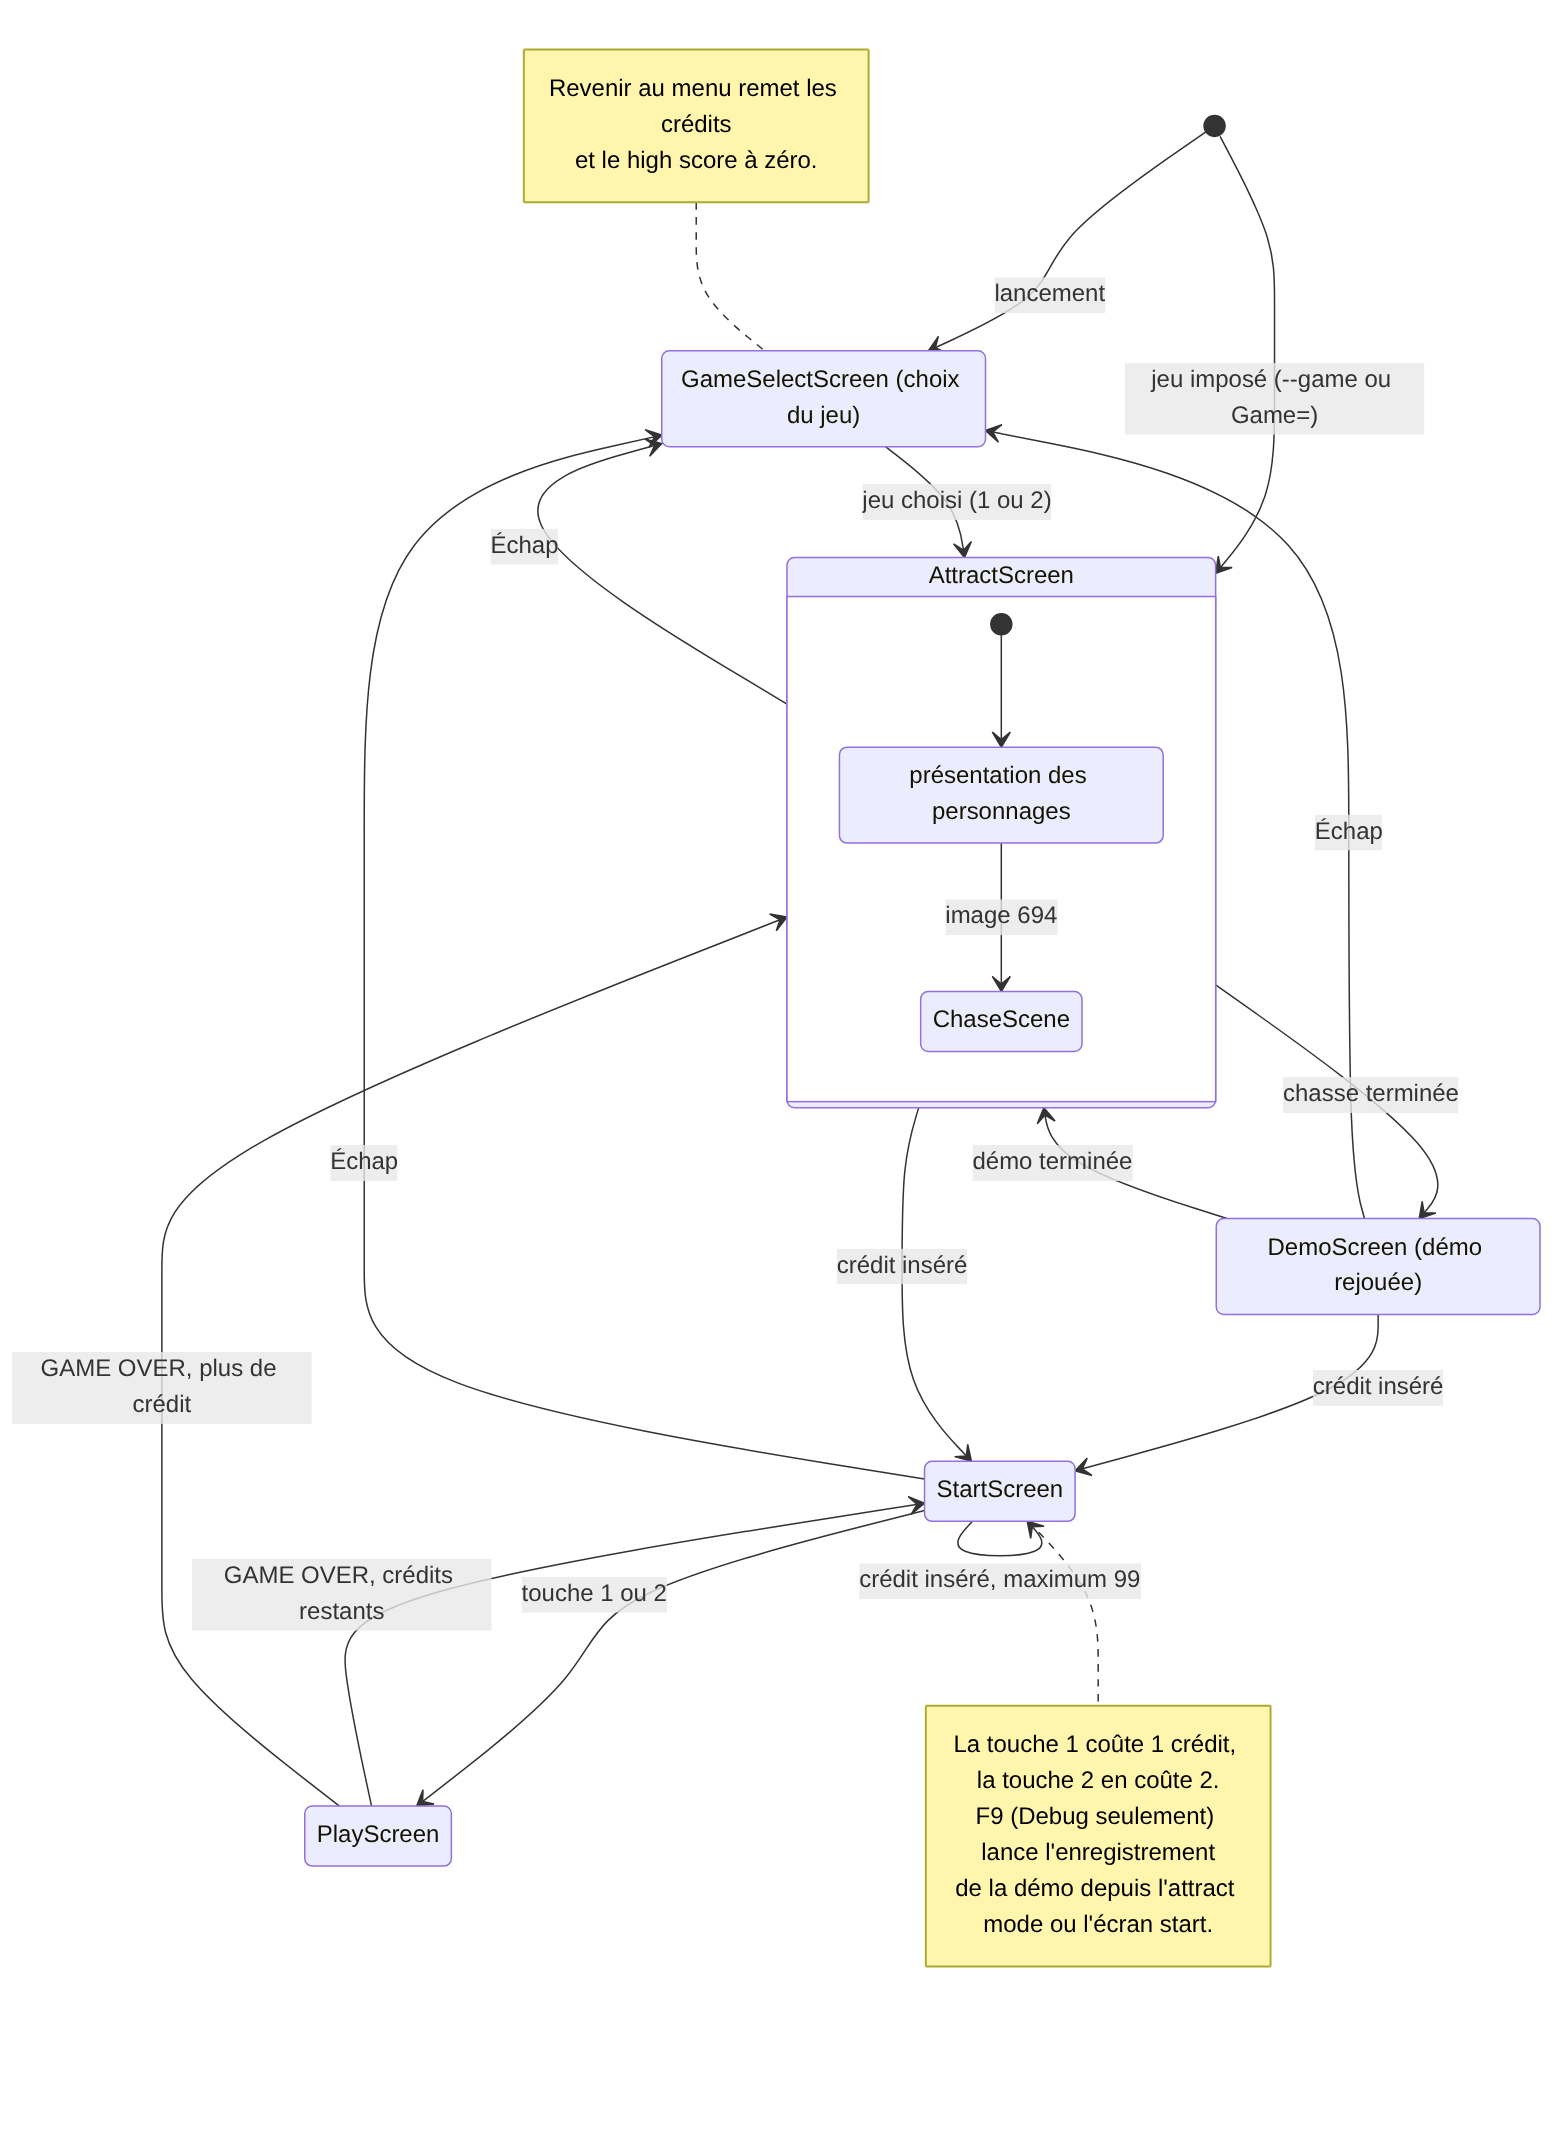 Revenir au menu remet les
crédits
et le high score à zéro.
lancement
jeu imposé (--game ou
Game=)
GameSelectScreen (choix
du jeu)
jeu choisi (1 ou 2)
Échap
AttractScreen
présentation des
personnages
Échap
image 694
ChaseScene
chasse terminée
démo terminée
Échap
crédit inséré
DemoScreen (démo
rejouée)
GAME OVER, plus de
crédit
crédit inséré
StartScreen
GAME OVER, crédits
restants
touche 1 ou 2
crédit inséré, maximum 99
La touche 1 coûte 1 crédit,
la touche 2 en coûte 2.
F9 (Debug seulement)
lance l'enregistrement
de la démo depuis l'attract
mode ou l'écran start.
PlayScreen